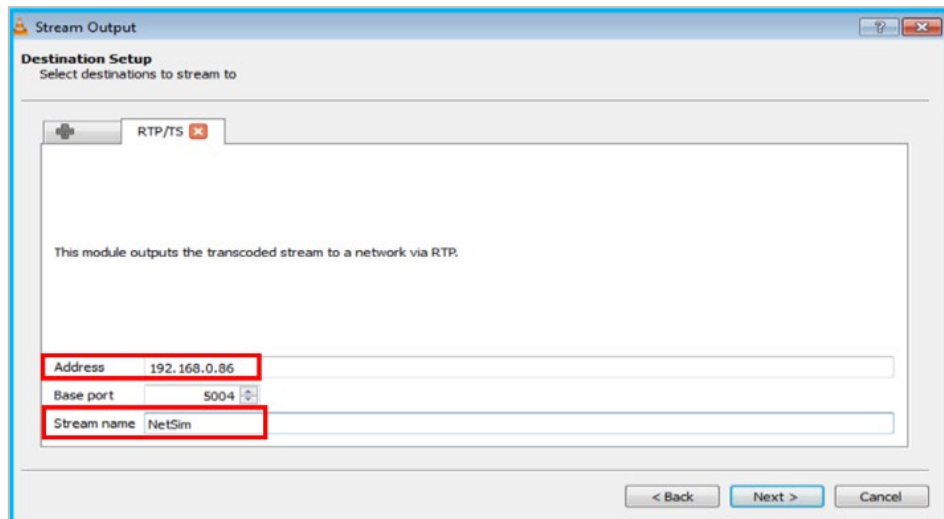 Stream Output
Destination Setup
Select destinations to stream to
RTP/TS
This module outputs the transcoded stream to a network via RTP.
Address 192.168.0.86
Base port 5004
Stream name NetSim
< Back Next > Cancel